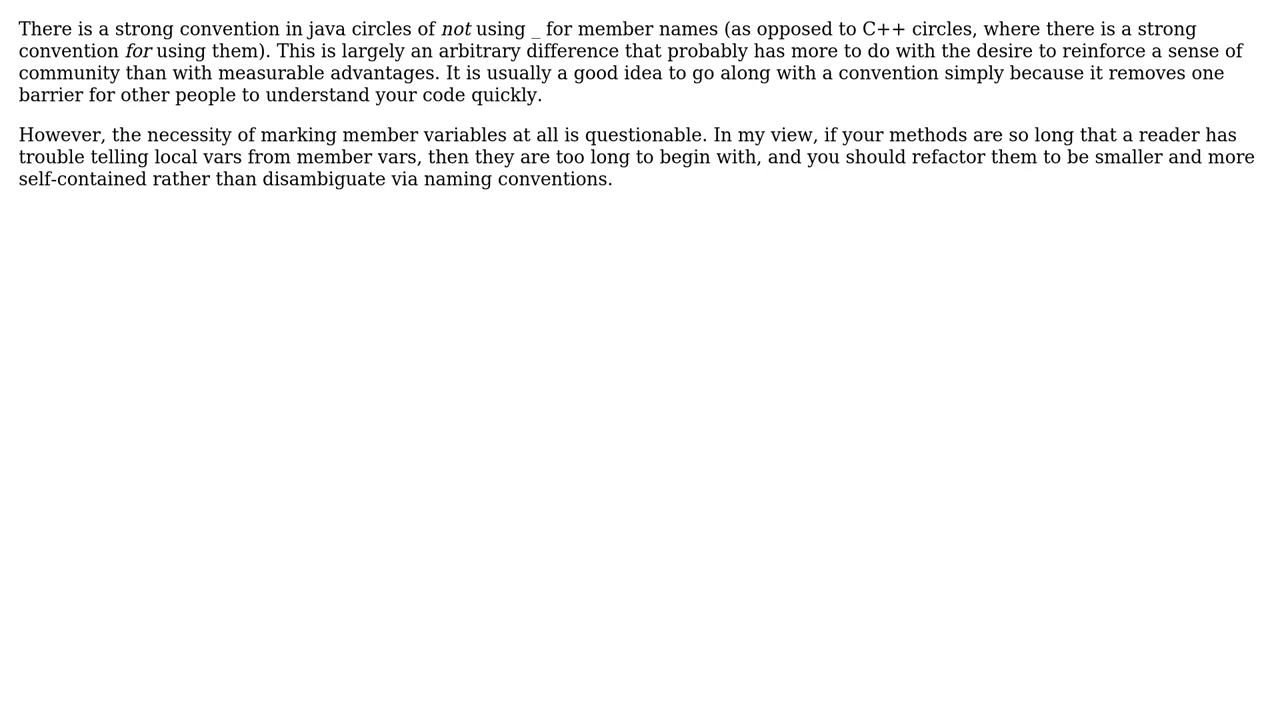 There is a strong convention in java circles of not using _ for member names (as opposed to C++ circles, where there is a strong
convention for using them). This is largely an arbitrary difference that probably has more to do with the desire to reinforce a sense of
community than with measurable advantages. It is usually a good idea to go along with a convention simply because it removes one
barrier for other people to understand your code quickly.
However, the necessity of marking member variables at all is questionable. In my view, if your methods are so long that a reader has
trouble telling local vars from member vars, then they are too long to begin with, and you should refactor them to be smaller and more
self-contained rather than disambiguate via naming conventions.